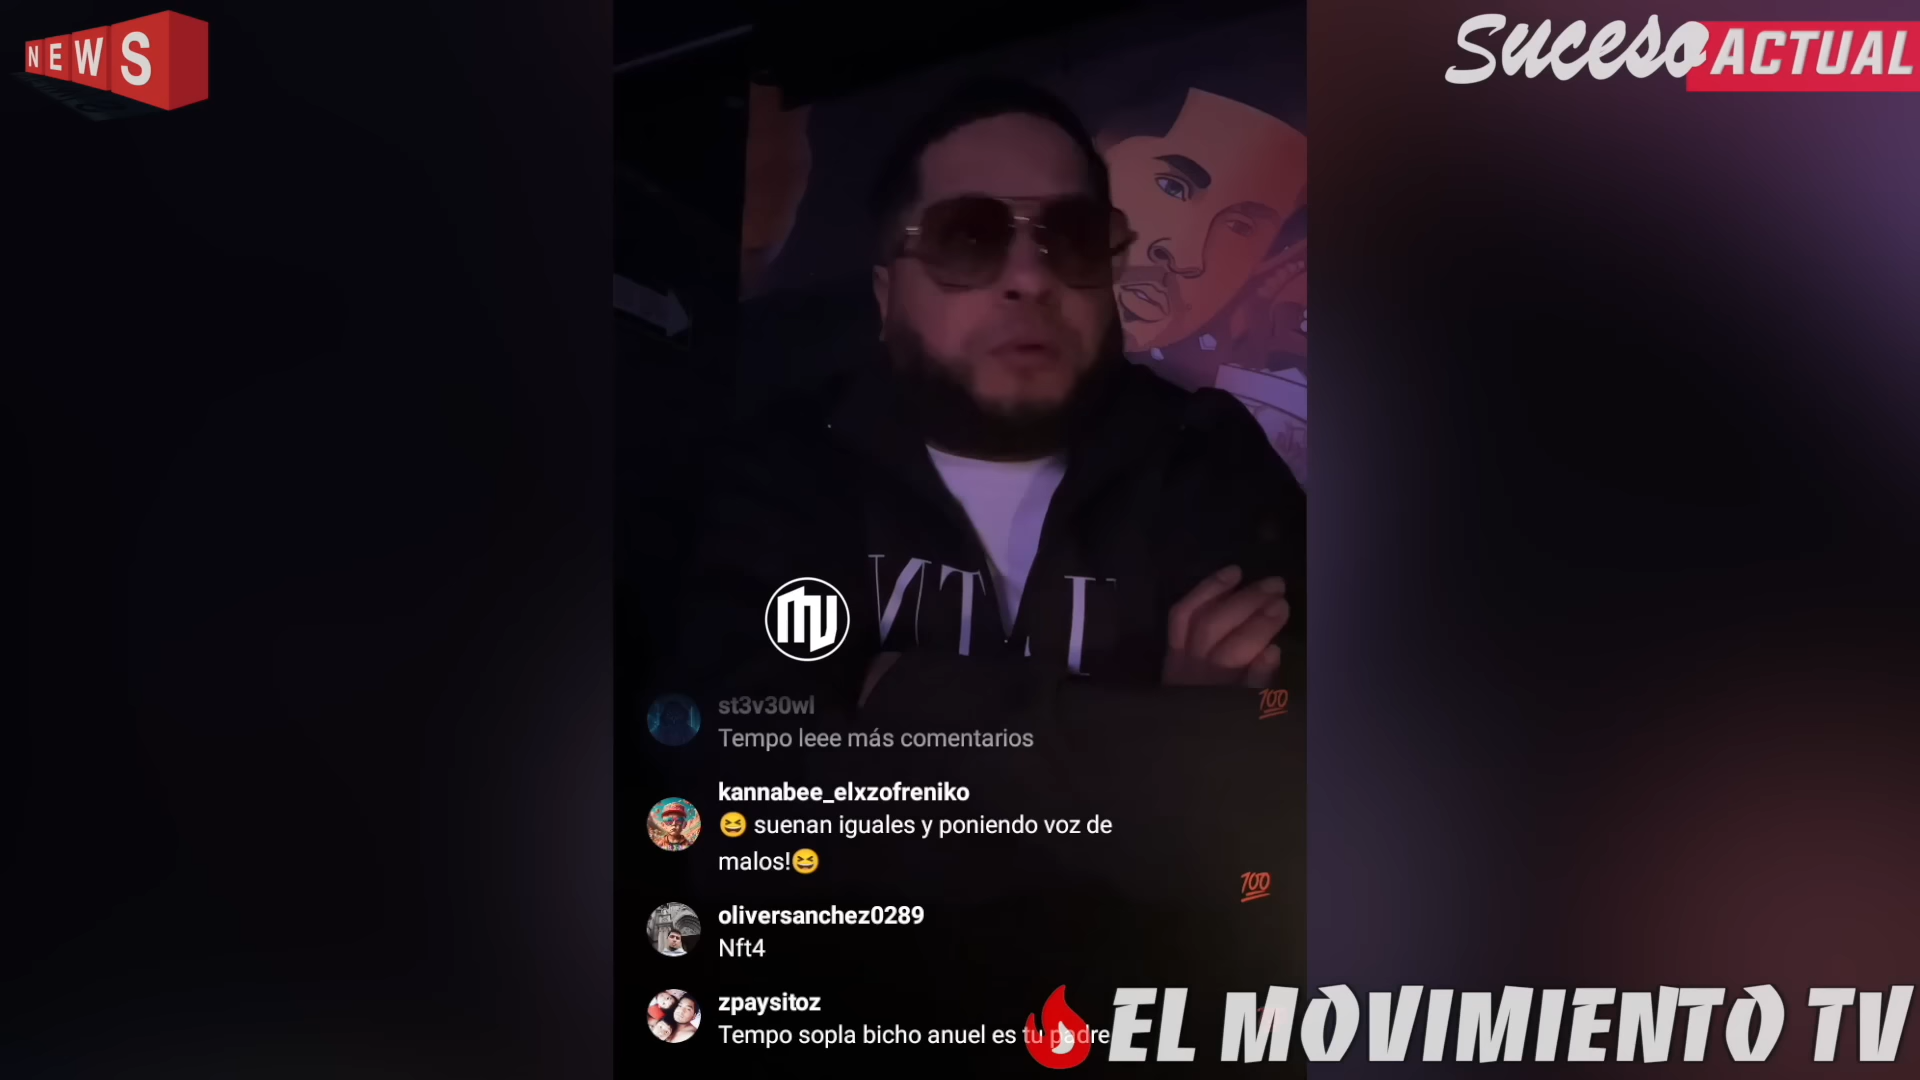 NEWS
Suceso ACTUAL
MV
st3v30wl
Tempo leee más comentarios
kannabee_elxzofreniko
😆 suenan iguales y poniendo voz de
malos!😆
oliversanchez0289
Nft4
zpaysitoz
Tempo sopla bicho anuel es tu padre
EL MOVIMIENTO TV
💯
💯